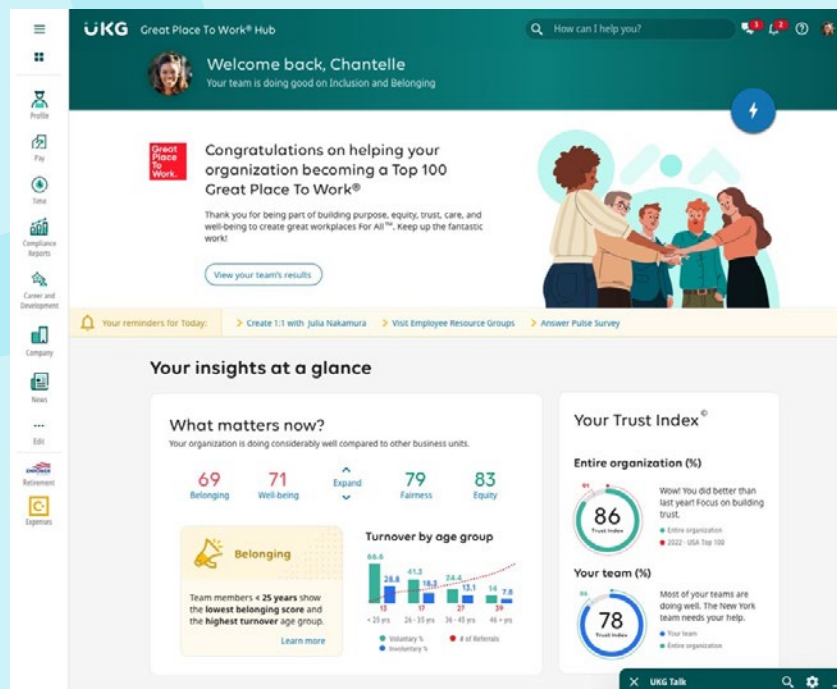 UKG Great Place To Work® Hub
How can I help you?
3
2
Welcome back, Chantelle
Your team is doing good on Inclusion and Belonging
Profile
Pay
Time
Compliance
Reports
Career and
Development
Company
News
Edit
Retirement
Expenses
Great
Place
To
Work.
Congratulations on helping your
organization becoming a Top 100
Great Place To Work®
Thank you for being part of building purpose, equity, trust, care, and
well-being to create great workplaces For All™. Keep up the fantastic
work!
View your team's results
Your reminders for Today:
Create 1:1 with Julia Nakamura
Visit Employee Resource Groups
Answer Pulse Survey
Your insights at a glance
What matters now?
Your organization is doing considerably well compared to other business units.
69
Belonging
71
Well-being
Expand
79
Fairness
83
Equity
Belonging
Team members < 25 years show
the lowest belonging score and
the highest turnover age group.
Learn more
Turnover by age group
66.6
28.8
41.3
18.3
24.4
13.1
14
7.8
13
17
27
39
< 25 yrs
26 - 35 yrs
36 - 45 yrs
46 + yrs
Voluntary %
# of Referrals
Involuntary %
Your Trust Index©
Entire organization (%)
91
86
Trust Index
Wow! You did better than
last year! Focus on building
trust.
Entire organization
2022 - USA Top 100
Your team (%)
86
78
Trust Index
Most of your teams are
doing well. The New York
team needs your help.
Your team
Entire organization
UKG Talk